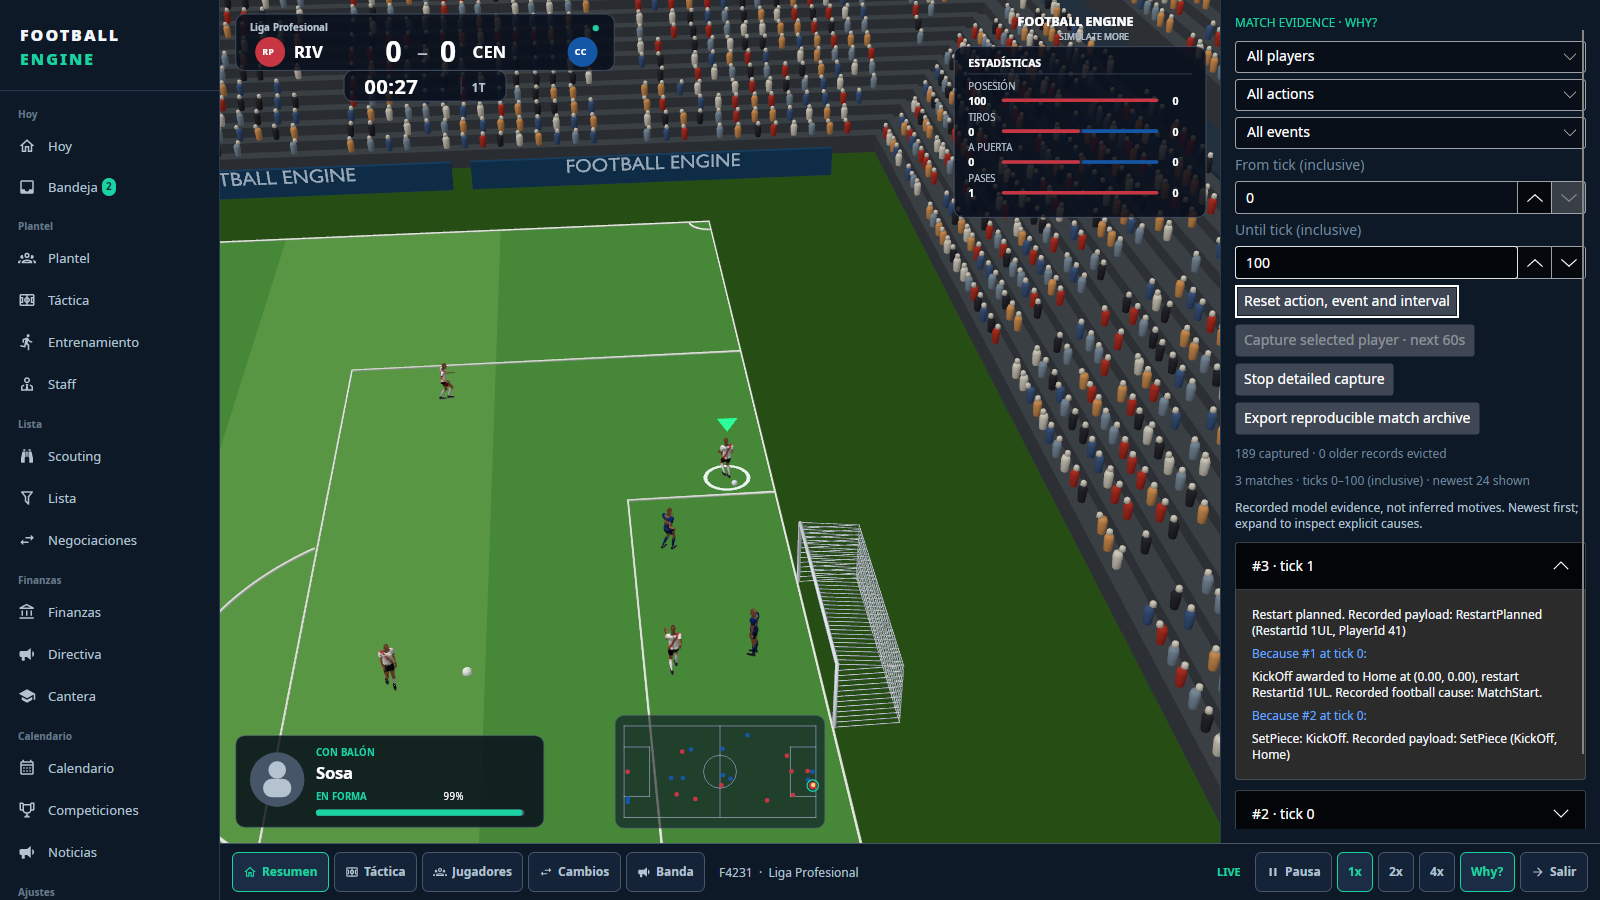 FOOTBALL
ENGINE
Hoy
Hoy
Bandeja 2
Plantel
Plantel
Táctica
Entrenamiento
Staff
Lista
Scouting
Lista
Negociaciones
Finanzas
Finanzas
Directiva
Cantera
Calendario
Calendario
Competiciones
Noticias
Ajustes
Liga Profesional
RP RIV 0 – 0 CEN CC
00:27 1T
TBALL ENGINE
FOOTBALL ENGINE
FOOTBALL ENGINE
SIMULATE MORE
ESTADÍSTICAS
POSESIÓN
100 0
TIROS
0 0
A PUERTA
0 0
PASES
1 0
CON BALÓN
Sosa
EN FORMA 99%
Resumen
Táctica
Jugadores
Cambios
Banda
F4231 · Liga Profesional
LIVE
Pausa
1x
2x
4x
Why?
Salir
MATCH EVIDENCE · WHY?
All players
All actions
All events
From tick (inclusive)
0
Until tick (inclusive)
100
Reset action, event and interval
Capture selected player · next 60s
Stop detailed capture
Export reproducible match archive
189 captured · 0 older records evicted
3 matches · ticks 0–100 (inclusive) · newest 24 shown
Recorded model evidence, not inferred motives. Newest first;
expand to inspect explicit causes.
#3 · tick 1
Restart planned. Recorded payload: RestartPlanned
(RestartId 1UL, PlayerId 41)
Because #1 at tick 0:
KickOff awarded to Home at (0.00, 0.00), restart
RestartId 1UL. Recorded football cause: MatchStart.
Because #2 at tick 0:
SetPiece: KickOff. Recorded payload: SetPiece (KickOff,
Home)
#2 · tick 0